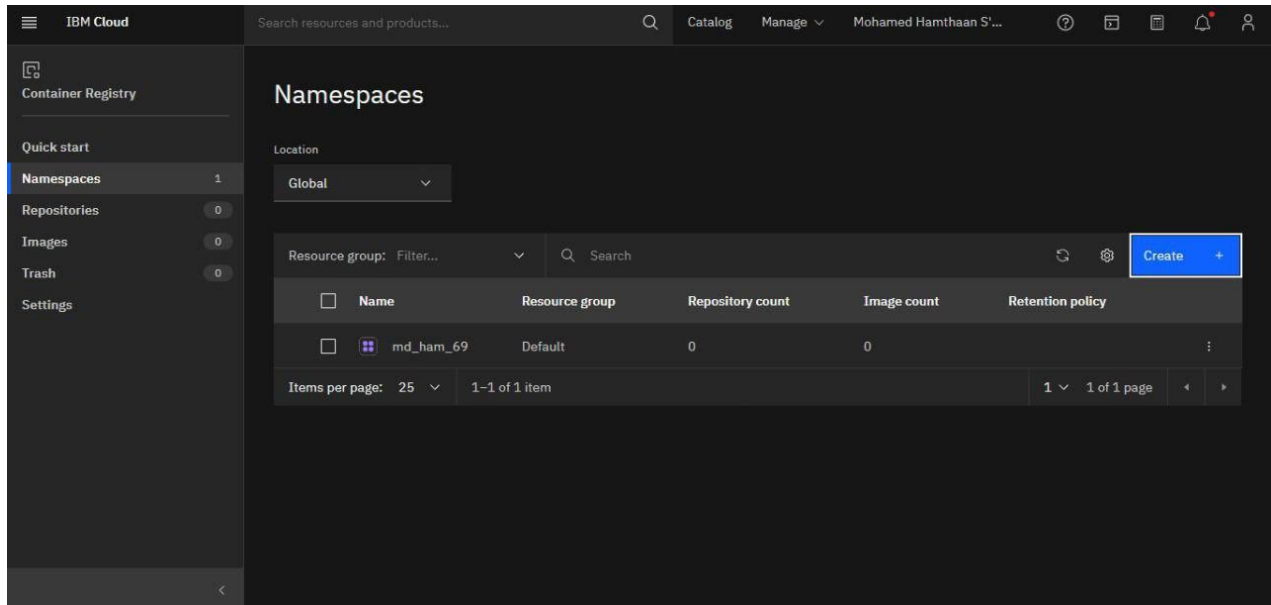 IBM Cloud
Search resources and products...
Catalog
Manage
Mohamed Hamthaan S'...
Container Registry
Quick start
Namespaces 1
Repositories 0
Images 0
Trash 0
Settings
Namespaces
Location
Global
Resource group: Filter...
Search
Create +
Name Resource group Repository count Image count Retention policy
md_ham_69 Default 0 0
Items per page: 25 1–1 of 1 item 1 1 of 1 page